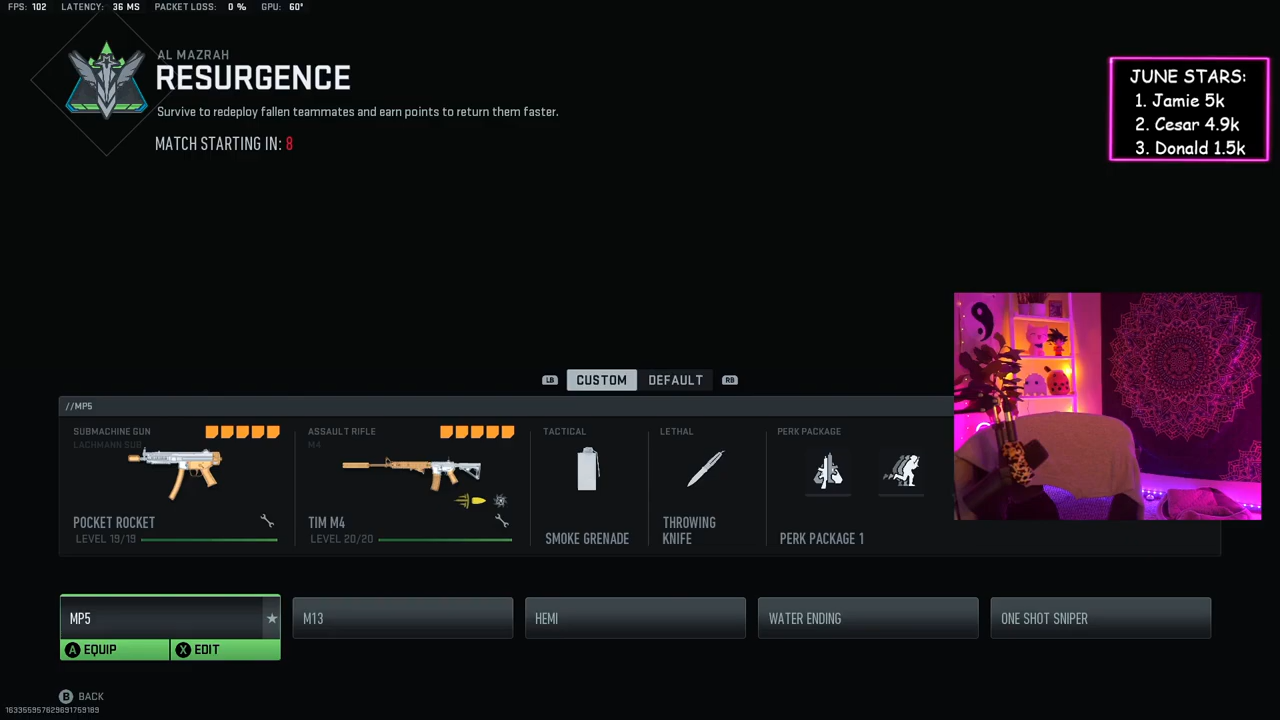 FPS: 102 LATENCY: 36 MS PACKET LOSS: 0 % GPU: 60°
AL MAZRAH
RESURGENCE
Survive to redeploy fallen teammates and earn points to return them faster.
MATCH STARTING IN: 8
JUNE STARS:
1. Jamie 5k
2. Cesar 4.9k
3. Donald 1.5k
LB CUSTOM DEFAULT RB
//MP5
SUBMACHINE GUN ASSAULT RIFLE TACTICAL LETHAL PERK PACKAGE
LACHMANN SUB M4
POCKET ROCKET TIM M4 SMOKE GRENADE THROWING KNIFE PERK PACKAGE 1
LEVEL 19/19 LEVEL 20/20
MP5 M13 HEMI WATER ENDING ONE SHOT SNIPER
A EQUIP X EDIT
B BACK